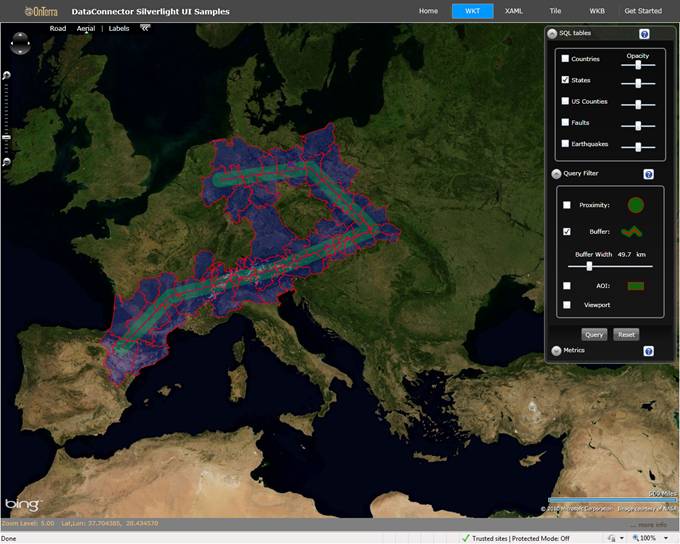 OnTerra DataConnector Silverlight UI Samples Home WKT XAML Tile WKB Get Started
Road Aerial | Labels
SQL tables ?
Opacity
Countries
States
US Counties
Faults
Earthquakes
Query Filter ?
Proximity:
Buffer:
Buffer Width 49.7 km
AOI:
Viewport
Query Reset
Metrics ?
bing™
509 Miles
© 2010 Microsoft Corporation Image courtesy of NASA
Zoom Level: 5.00 Lat,Lon: 37.704385, 28.434570 ... more info
Done Trusted sites | Protected Mode: Off 100%